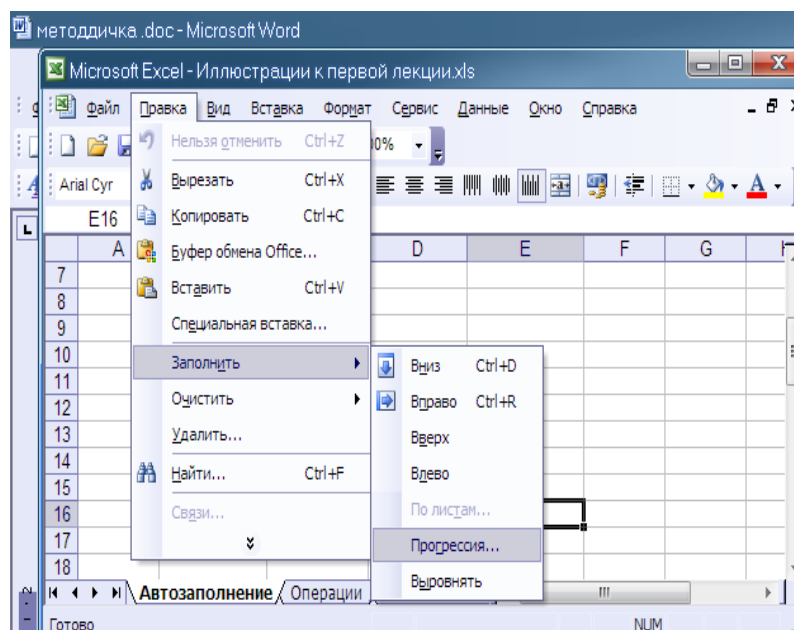 методдичка .doc - Microsoft Word
Microsoft Excel - Иллюстрации к первой лекции.xls
Файл Правка Вид Вставка Формат Сервис Данные Окно Справка
Нельзя отменить Ctrl+Z
0%
Arial Cyr
Вырезать Ctrl+X
E16
Копировать Ctrl+C
A D E F G
Буфер обмена Office...
Вставить Ctrl+V
Специальная вставка...
Заполнить
Очистить
Удалить...
Найти... Ctrl+F
Связи...
Вниз Ctrl+D
Вправо Ctrl+R
Вверх
Влево
По листам...
Прогрессия...
Выровнять
7
8
9
10
11
12
13
14
15
16
17
18
Автозаполнение Операции
Готово NUM